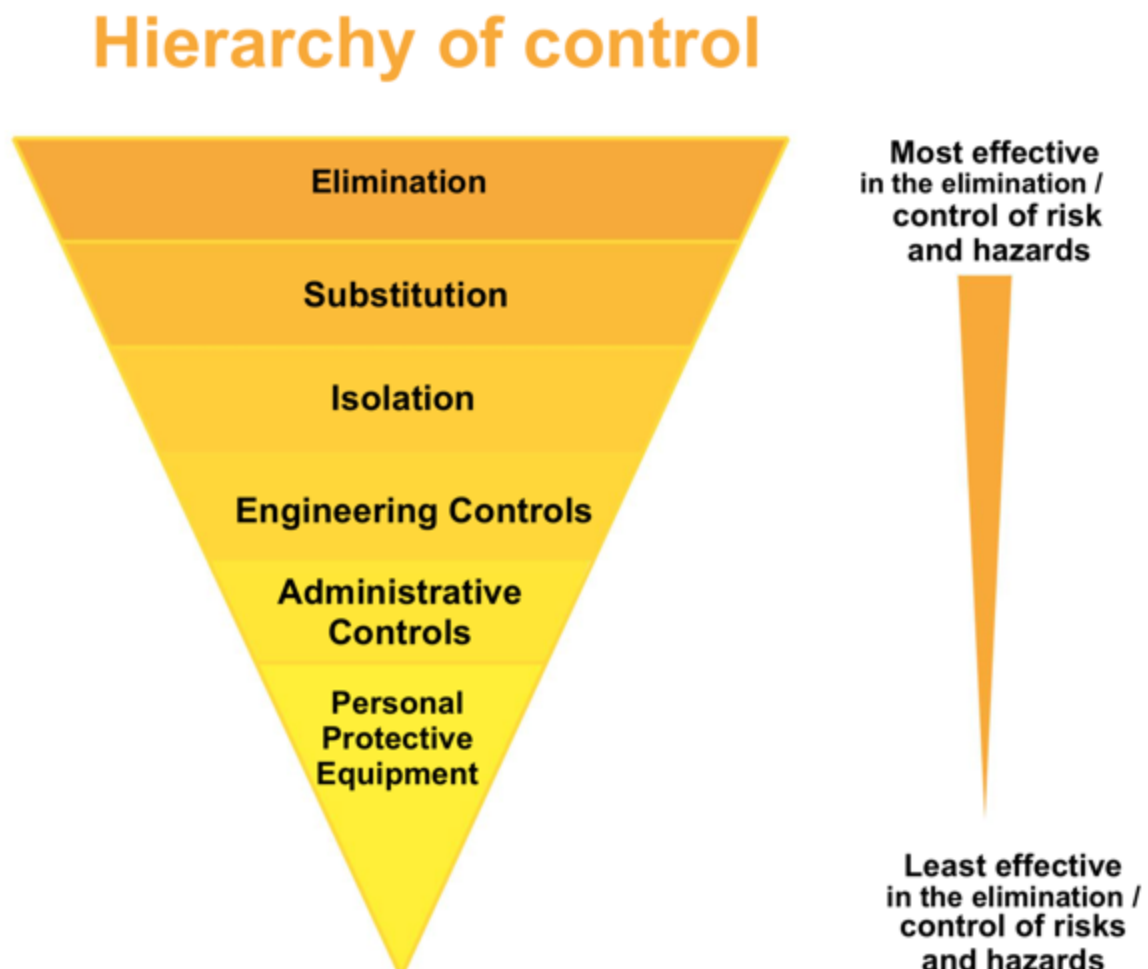 Hierarchy of control
Elimination
Substitution
Isolation
Engineering Controls
Administrative
Controls
Personal
Protective
Equipment
Most effective
in the elimination /
control of risk
and hazards
Least effective
in the elimination /
control of risks
and hazards